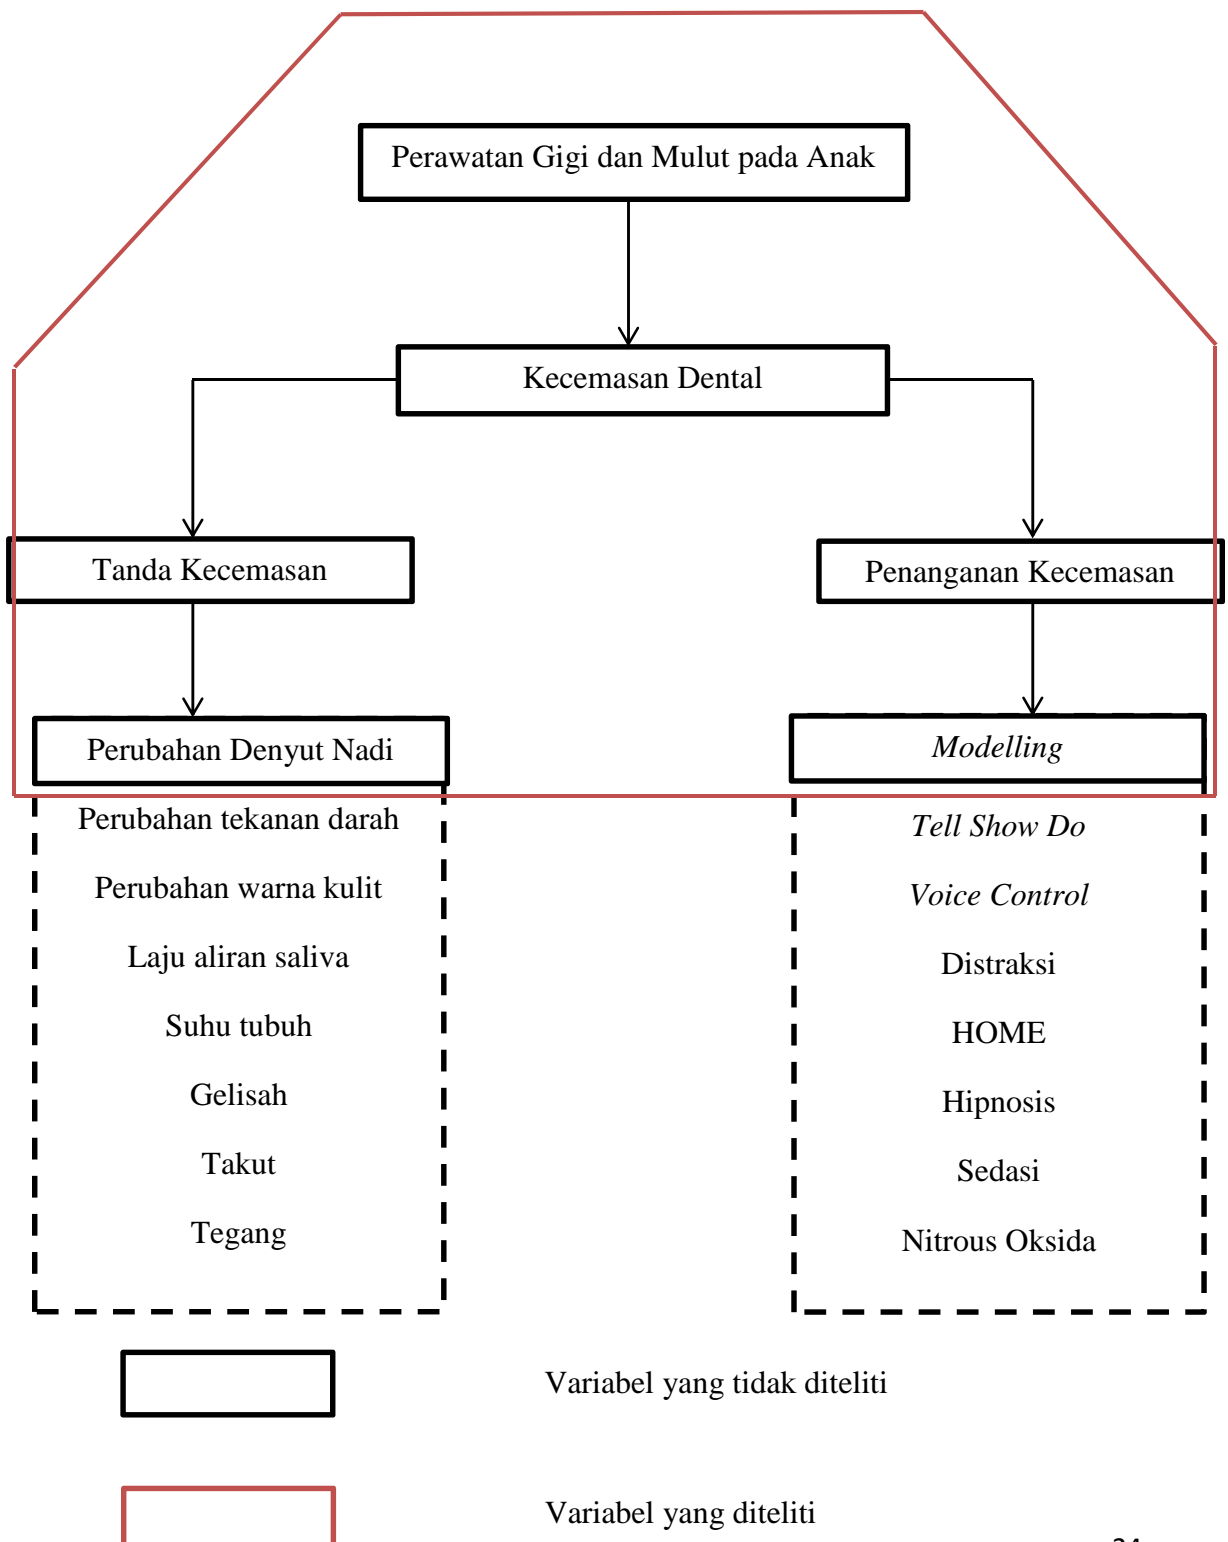 Perawatan Gigi dan Mulut pada Anak
Kecemasan Dental
Tanda Kecemasan
Penanganan Kecemasan
Perubahan Denyut Nadi
Perubahan tekanan darah
Perubahan warna kulit
Laju aliran saliva
Suhu tubuh
Gelisah
Takut
Tegang
Modelling
Tell Show Do
Voice Control
Distraksi
HOME
Hipnosis
Sedasi
Nitrous Oksida
Variabel yang tidak diteliti
Variabel yang diteliti